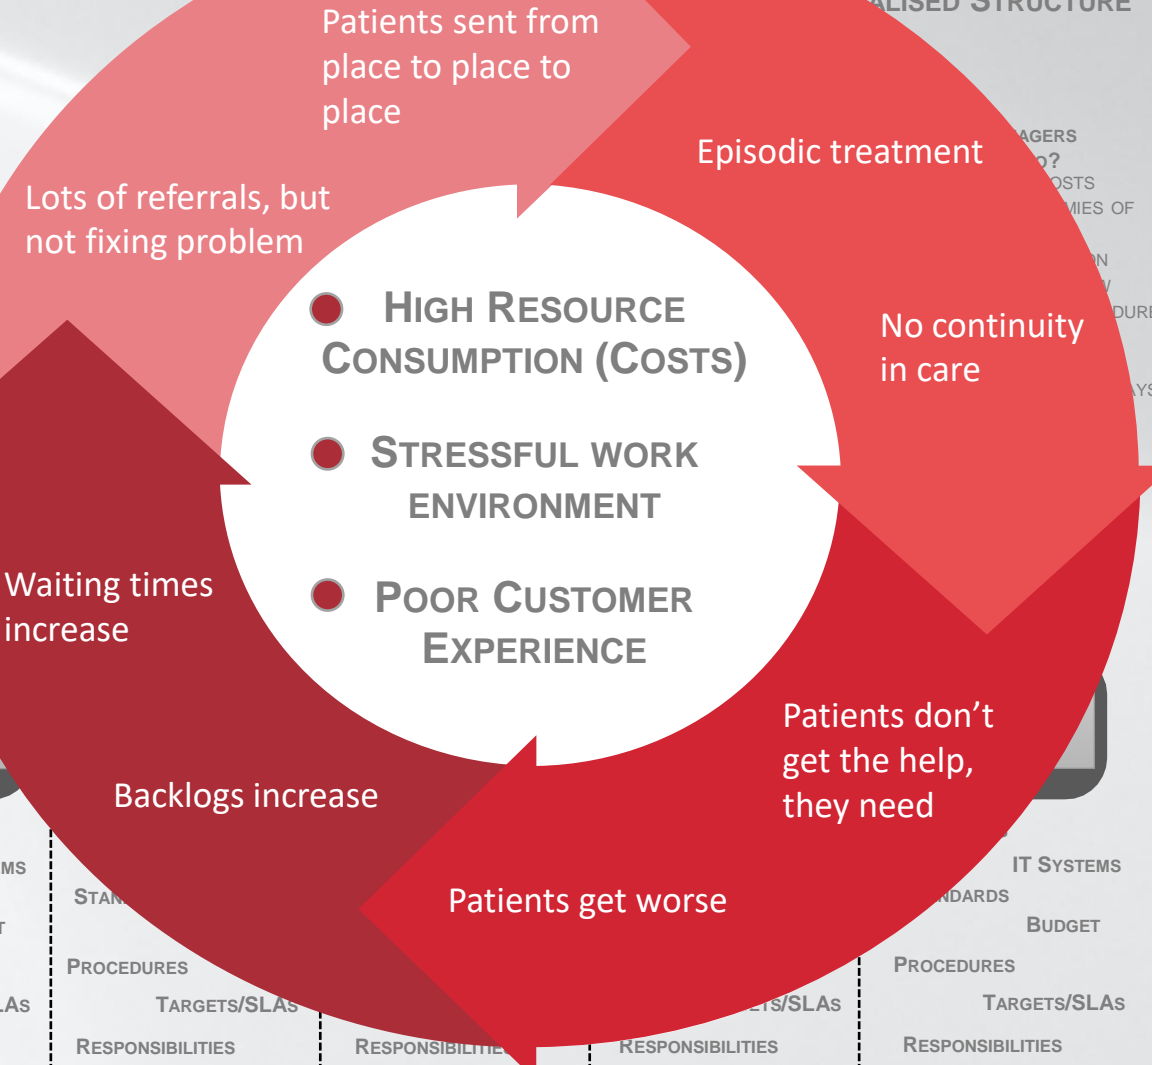 Patients sent from
place to place to
place
Episodic treatment
No continuity
in care
Patients don’t
get the help,
they need
Patients get worse
Backlogs increase
Waiting times
increase
Lots of referrals, but
not fixing problem
HIGH RESOURCE
CONSUMPTION (COSTS)
STRESSFUL WORK
ENVIRONMENT
POOR CUSTOMER
EXPERIENCE
STRUCTURE
OF
PROCEDURES
TARGETS/SLAS
RESPONSIBILITIES
RESPONSIBILITIES
IT SYSTEMS
BUDGET
PROCEDURES
TARGETS/SLAS
RESPONSIBILITIES